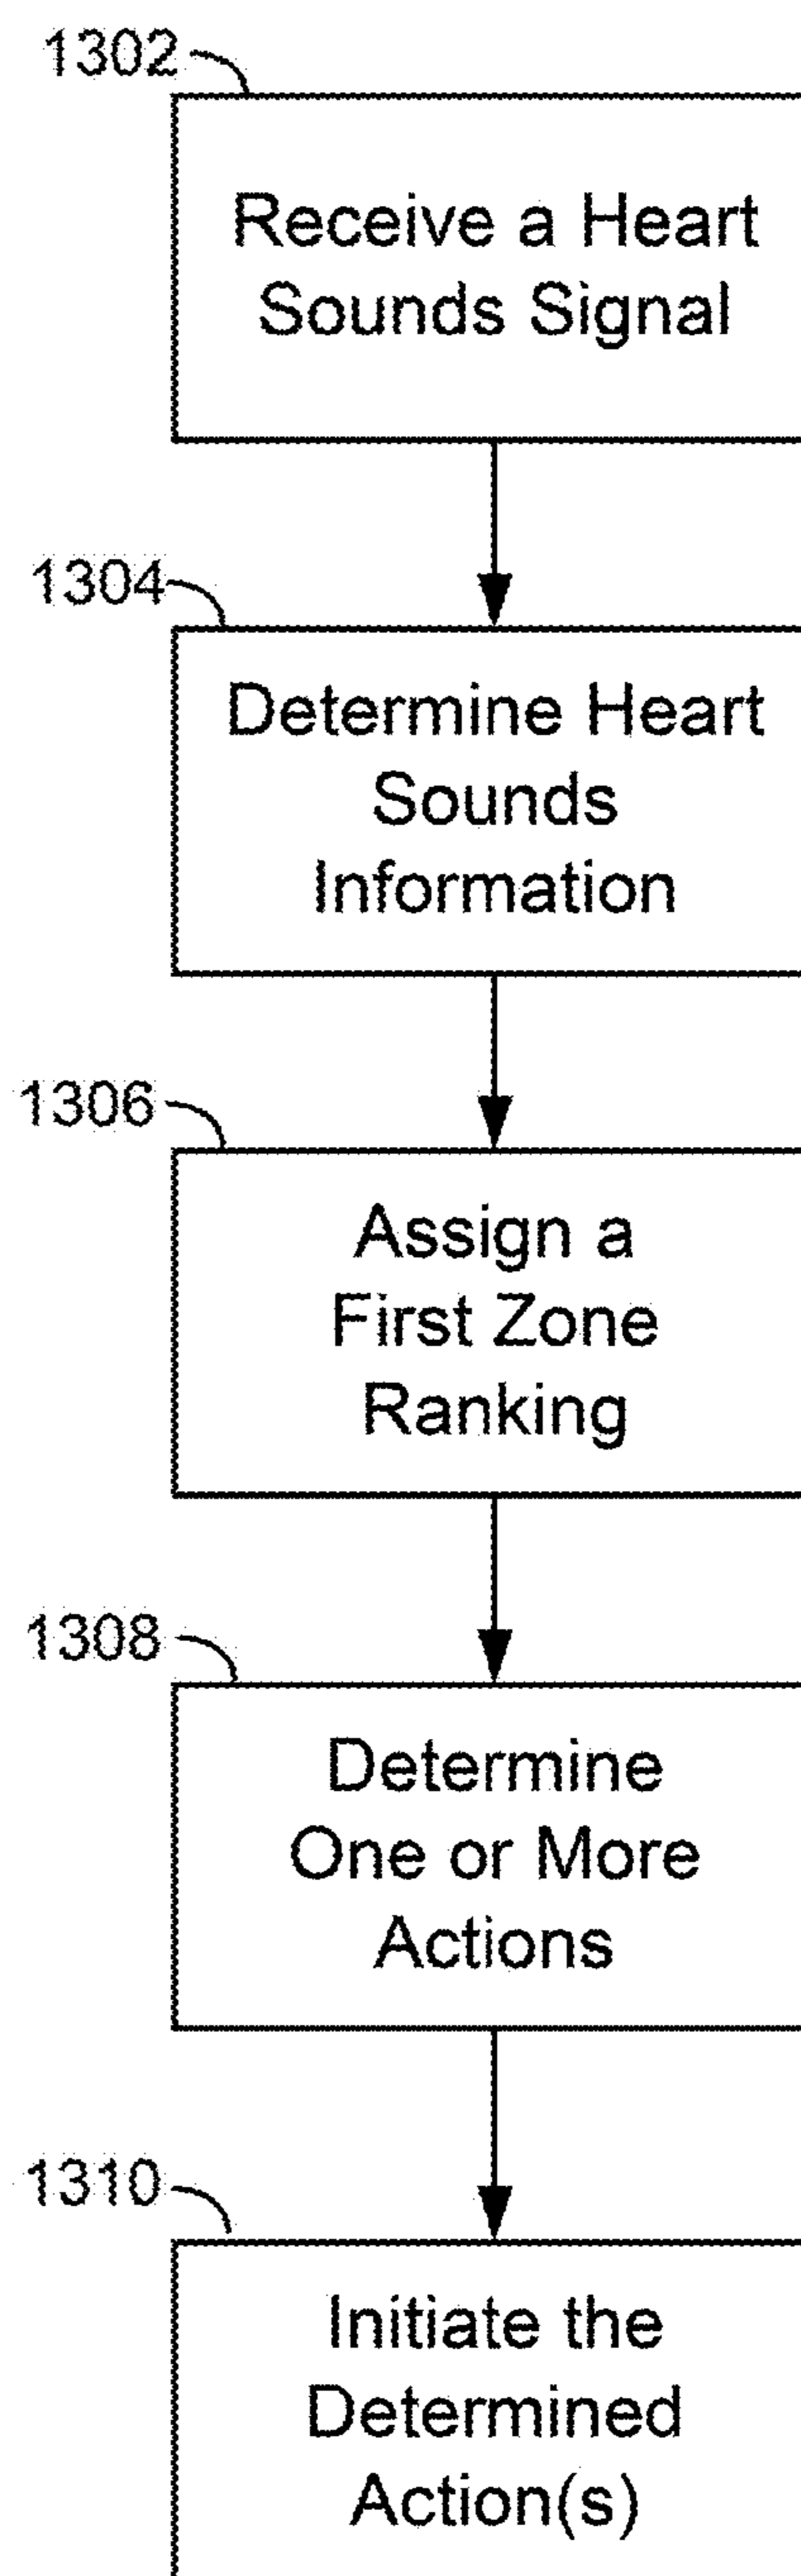 1302
Receive a Heart
Sounds Signal
1304
Determine Heart
Sounds
Information
1306
Assign a
First Zone
Ranking
1308
Determine
One or More
Actions
1310
Initiate the
Determined
Action(s)